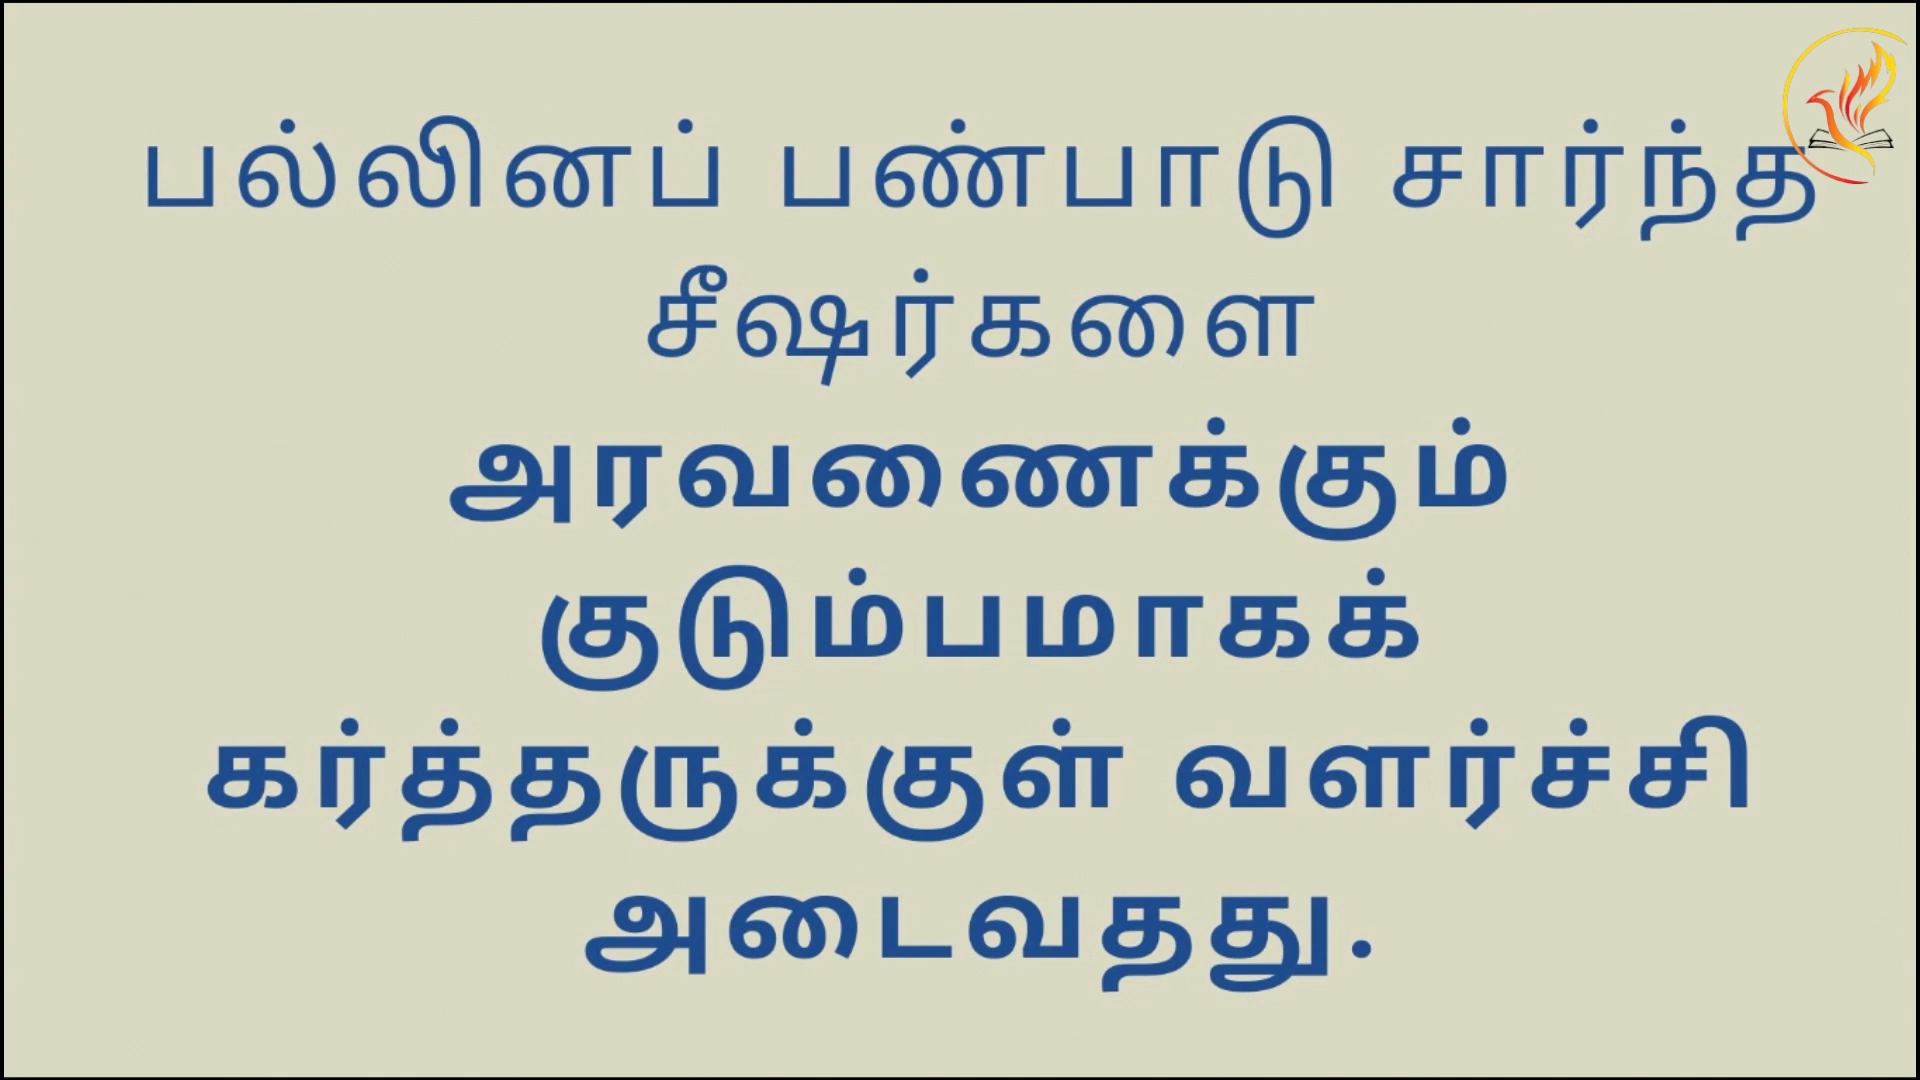 பல்லினப் பண்பாடு சார்ந்த
சீஷர்களை
அரவணைக்கும்
குடும்பமாகக்
கர்த்தருக்குள் வளர்ச்சி
அடைவதது.